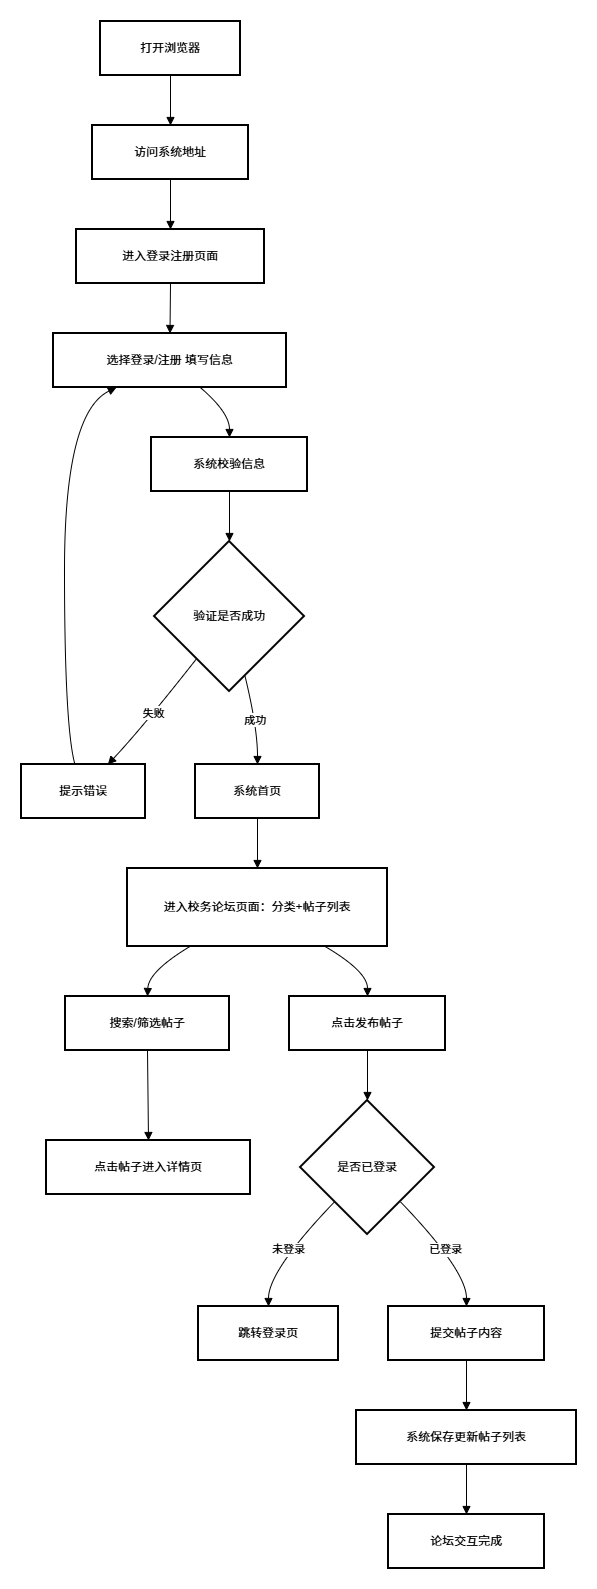 打开浏览器
访问系统地址
进入登录注册页面
选择登录/注册 填写信息
系统校验信息
验证是否成功
失败
成功
提示错误
系统首页
进入校务论坛页面：分类+帖子列表
搜索/筛选帖子
点击发布帖子
点击帖子进入详情页
是否已登录
未登录
已登录
跳转登录页
提交帖子内容
系统保存更新帖子列表
论坛交互完成